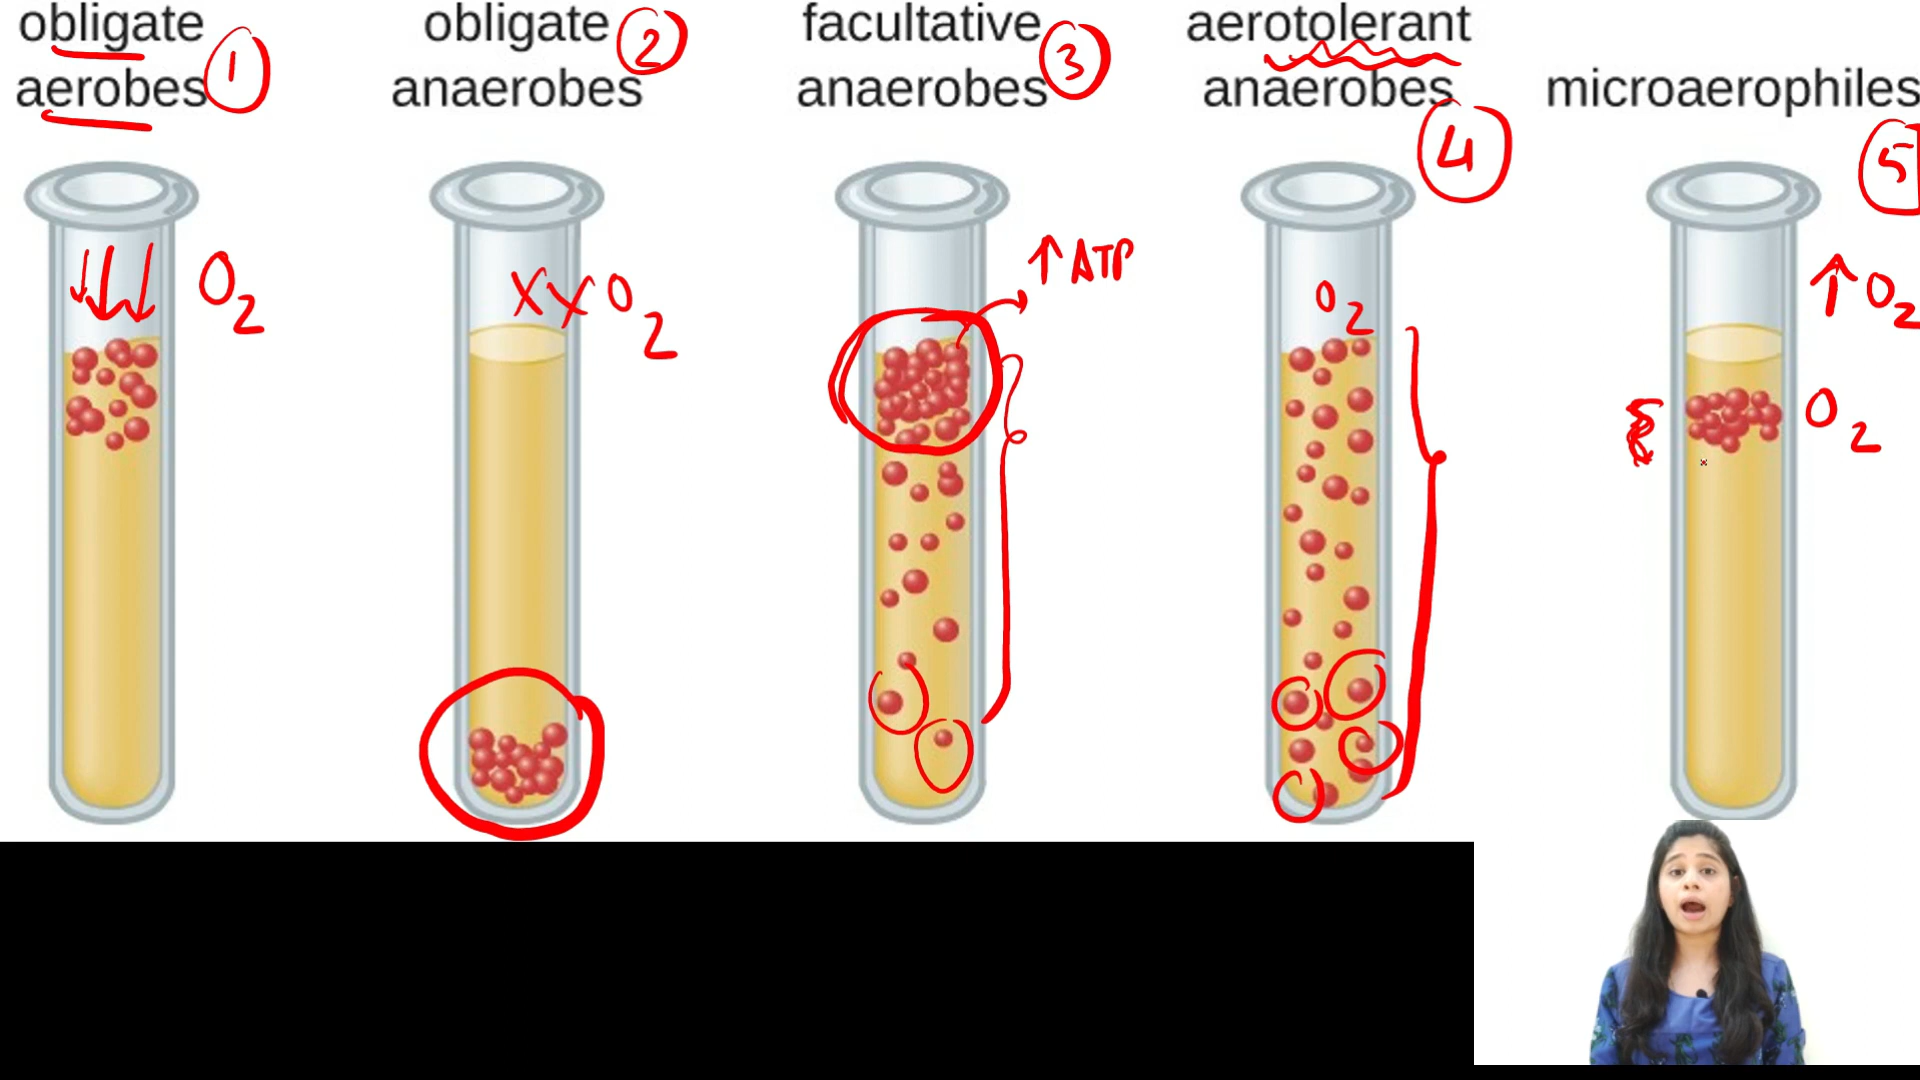 obligate
aerobes
1
obligate
anaerobes
2
facultative
anaerobes
3
aerotolerant
anaerobes
4
microaerophiles
5
O2
XX O2
↑ ATP
O2
↑ O2
O2